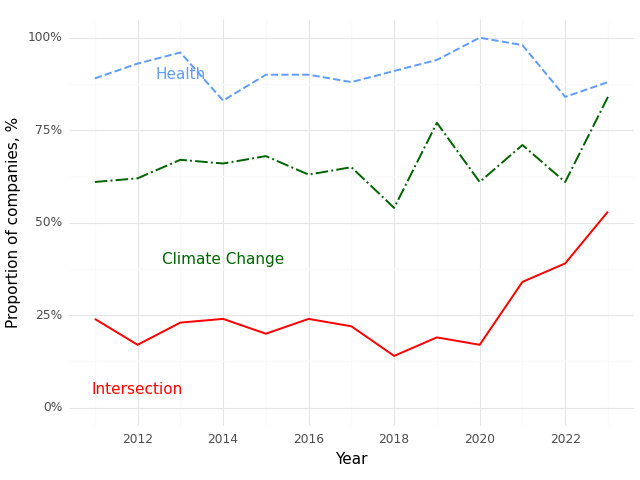 100%
Health
75%
Proportion of companies, %
50%
Climate Change
25%
Intersection
0%
2012 2014 2016 2018 2020 2022
Year